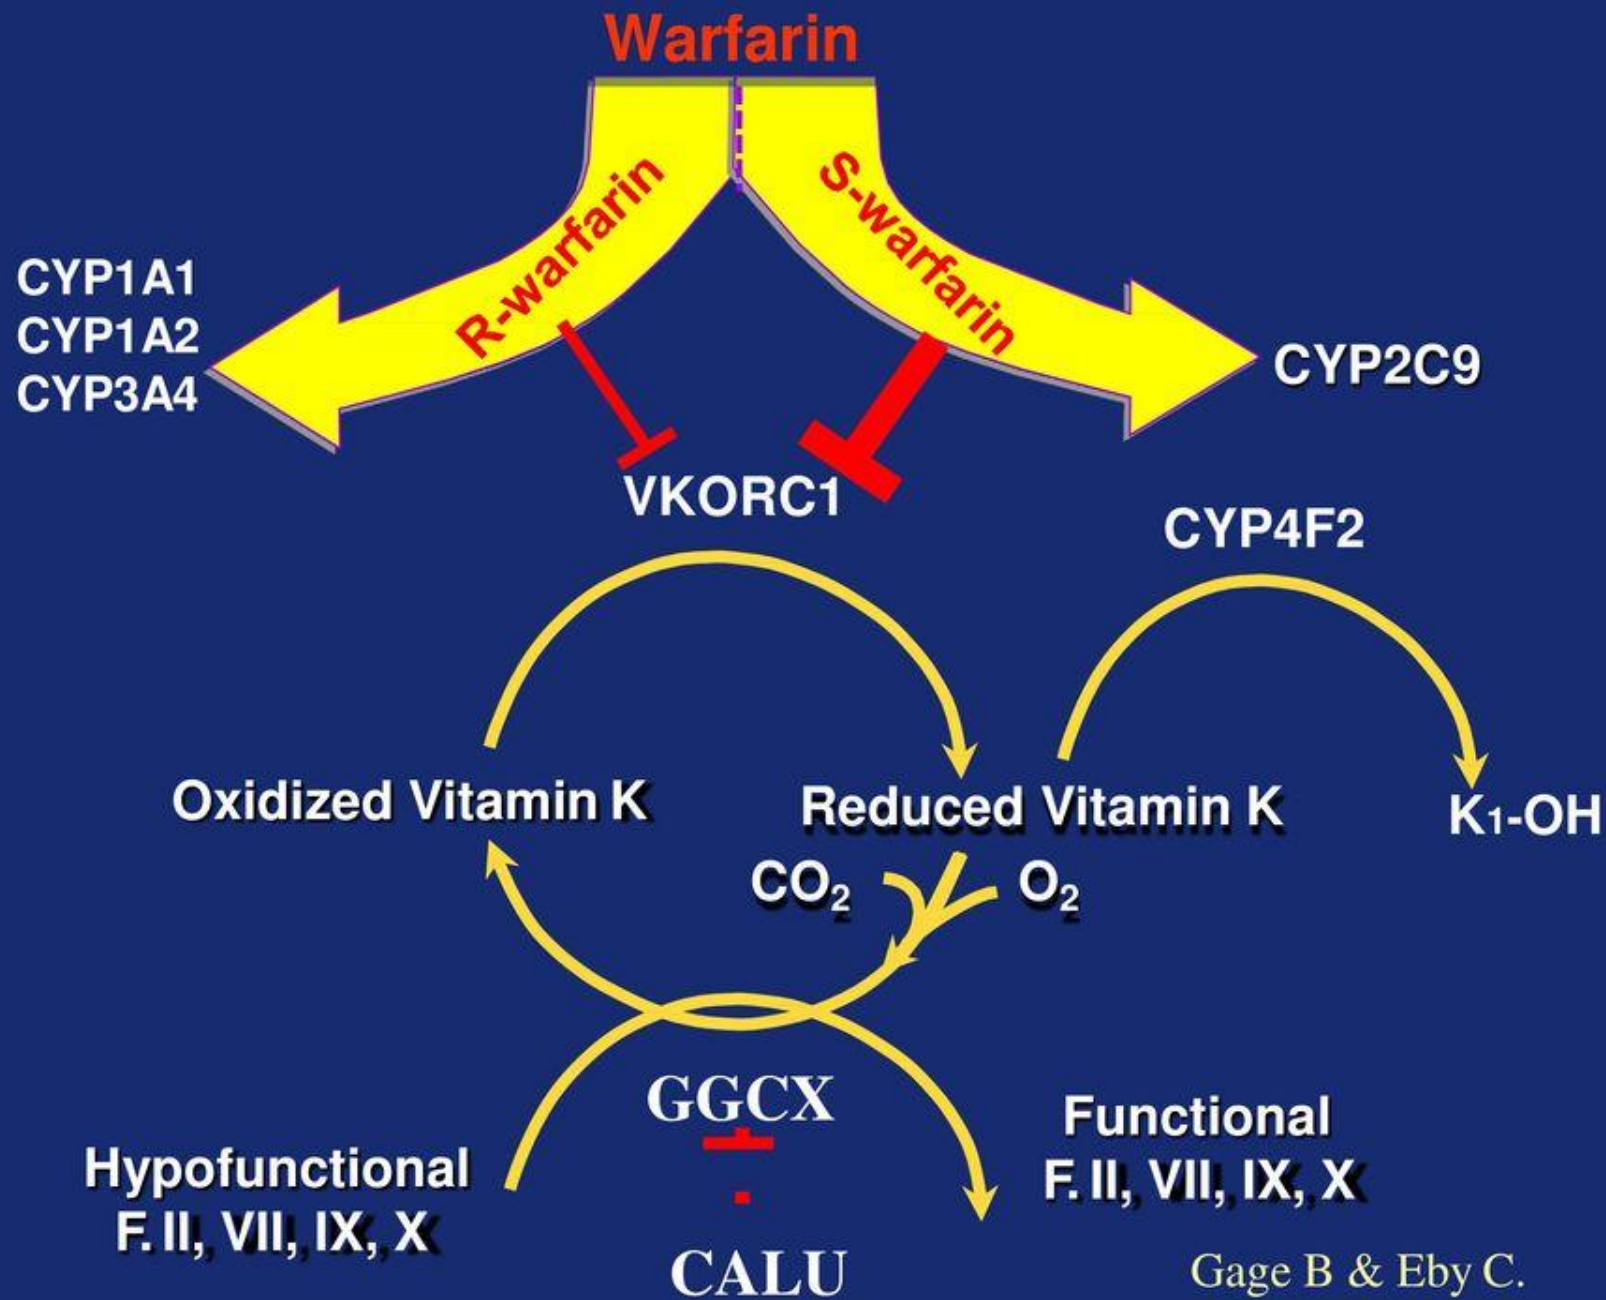 Warfarin
R-warfarin
S-warfarin
CYP1A1
CYP1A2
CYP3A4
CYP2C9
VKORC1
CYP4F2
Oxidized Vitamin K
Reduced Vitamin K
K1-OH
CO₂
O₂
GGCX
Hypofunctional
F. II, VII, IX, X
Functional
F. II, VII, IX, X
CALU
Gage B & Eby C.